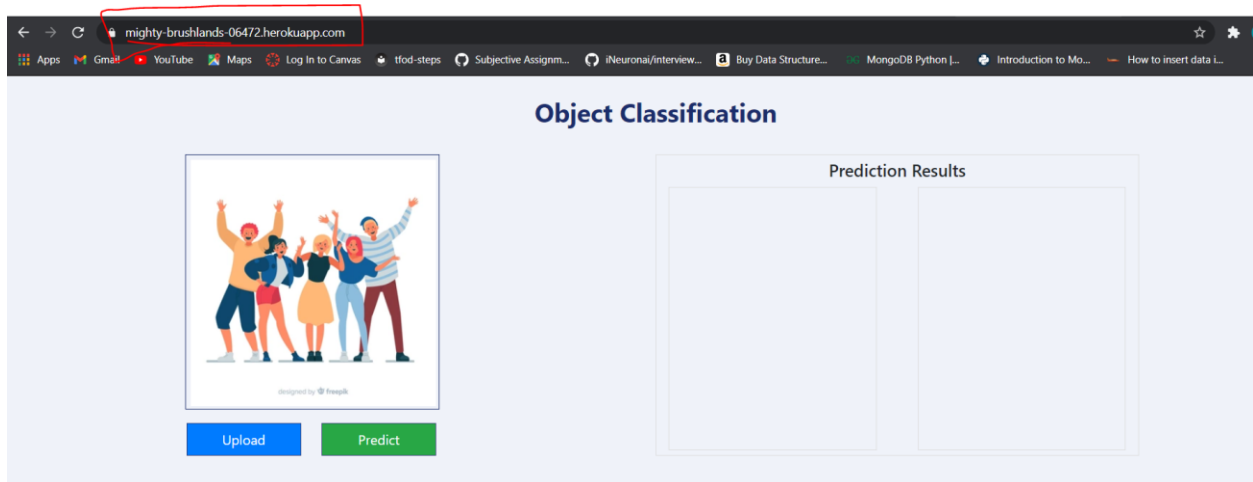 mighty-brushlands-06472.herokuapp.com
Apps Gmail YouTube Maps Log In to Canvas tfod-steps Subjective Assignm... iNeuronai/interview... Buy Data Structure... MongoDB Python |... Introduction to Mo... How to insert data i...
Object Classification
Prediction Results
designed by freepik
Upload Predict